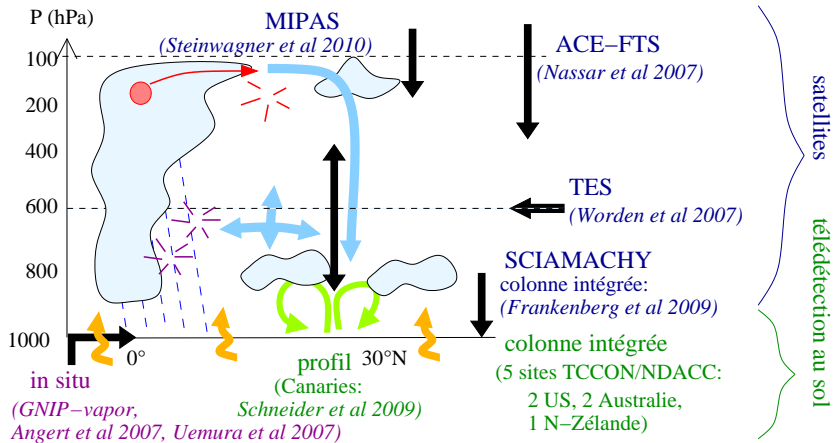 P (hPa)
100
200
400
600
800
1000
0°
30°N
MIPAS
(Steinwagner et al 2010)
ACE−FTS
(Nassar et al 2007)
TES
(Worden et al 2007)
SCIAMACHY
colonne intégrée:
(Frankenberg et al 2009)
colonne intégrée
(5 sites TCCON/NDACC:
2 US, 2 Australie,
1 N−Zélande)
profil
(Canaries:
Schneider et al 2009)
in situ
(GNIP−vapor,
Angert et al 2007, Uemura et al 2007)
satellites
télédétection au sol